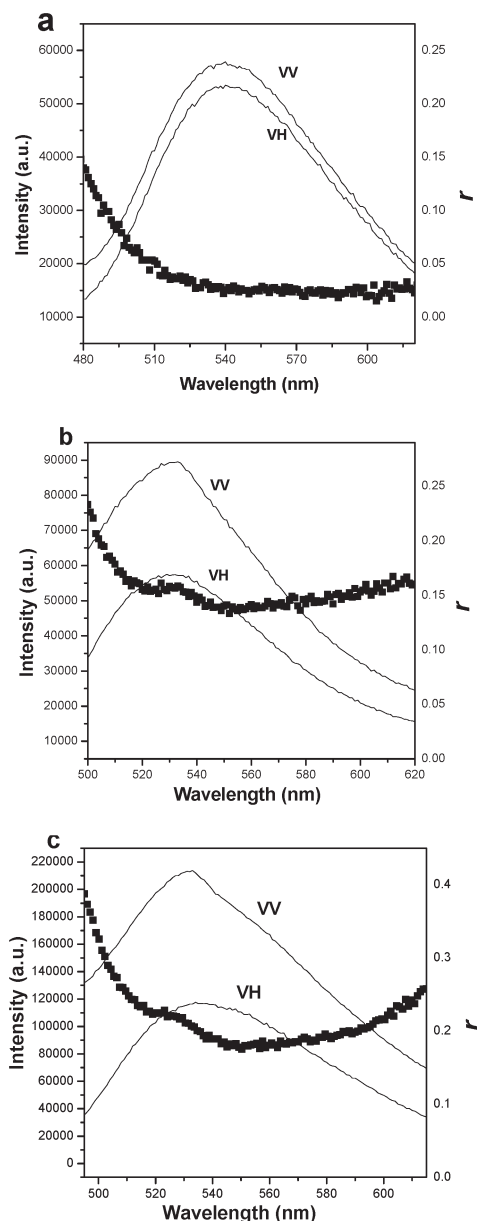 a
60000
50000
40000
30000
20000
10000
Intensity (a.u.)
VV
VH
0.25
0.20
0.15
0.10
0.05
0.00
r
480 510 540 570 600
Wavelength (nm)
b
90000
80000
70000
60000
50000
40000
30000
20000
10000
Intensity (a.u.)
VV
VH
0.25
0.20
0.15
0.10
0.05
0.00
r
500 520 540 560 580 600 620
Wavelength (nm)
c
220000
200000
180000
160000
140000
120000
100000
80000
60000
40000
20000
0
Intensity (a.u.)
VV
VH
0.4
0.3
0.2
0.1
0.0
r
500 520 540 560 580 600
Wavelength (nm)